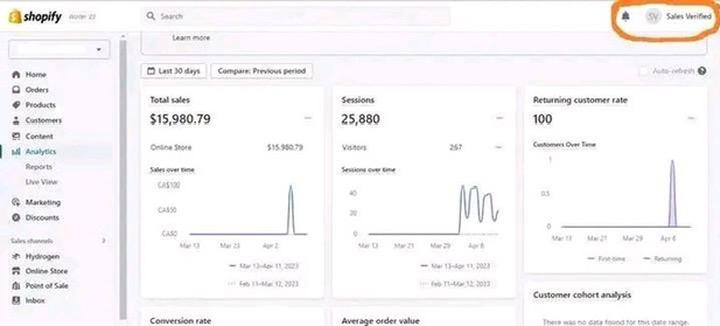 shopify Winter '23
Search
SV Sales Verified
Learn more
Last 30 days
Compare: Previous period
Auto-refresh
Home
Orders
Products
Customers
Content
Analytics
Reports
Live View
Marketing
Discounts
Sales channels
Hydrogen
Online Store
Point of Sale
Inbox
Total sales
$15,980.79
Online Store $15,980.79
Sales over time
CA$100
CA$50
CA$0
Mar 13 Mar 23 Apr 2
Mar 13–Apr 11, 2023
Feb 11–Mar 12, 2023
Sessions
25,880
Visitors 267
Sessions over time
40
20
0
Mar 13 Mar 21 Mar 29 Apr 6
Mar 13–Apr 11, 2023
Feb 11–Mar 12, 2023
Returning customer rate
100
Customers Over Time
1
0.5
0
Mar 13 Mar 21 Mar 29 Apr 6
First-time Returning
Customer cohort analysis
There was no data found for this date range.
Conversion rate
Average order value